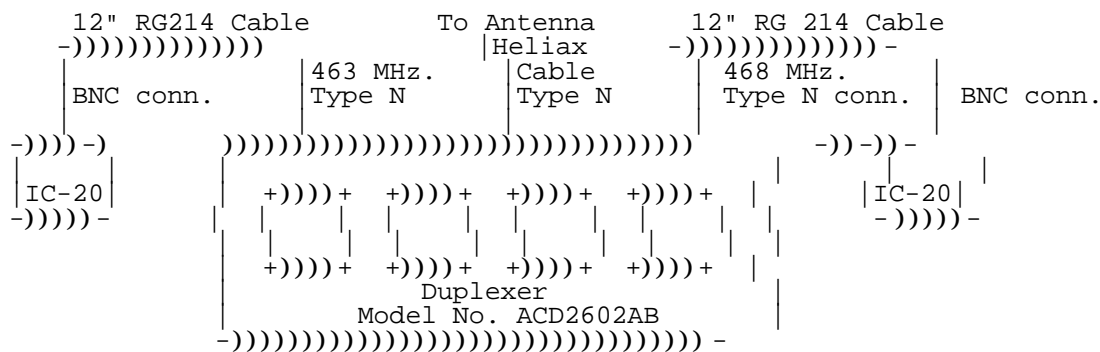 12" RG214 Cable To Antenna 12" RG 214 Cable
-)))))))))))))) |Heliax -)))))))))))))) -
| |463 MHz. |Cable | 468 MHz. |
|BNC conn. |Type N |Type N | Type N conn. | BNC conn.
| | | | |
-)))) -) ))))))))))))))))))))))))))))))))))) -)) -)) -
| | | | | |
|IC-20| | +)))) + +)))) + +)))) + +)))) + | |IC-20|
-))))) - | | | | | | | | | | -))))) -
| | | | | | | | | |
| +)))) + +)))) + +)))) + +)))) + |
| Duplexer |
| Model No. ACD2602AB |
-)))))))))))))))))))))))))))))))))) -